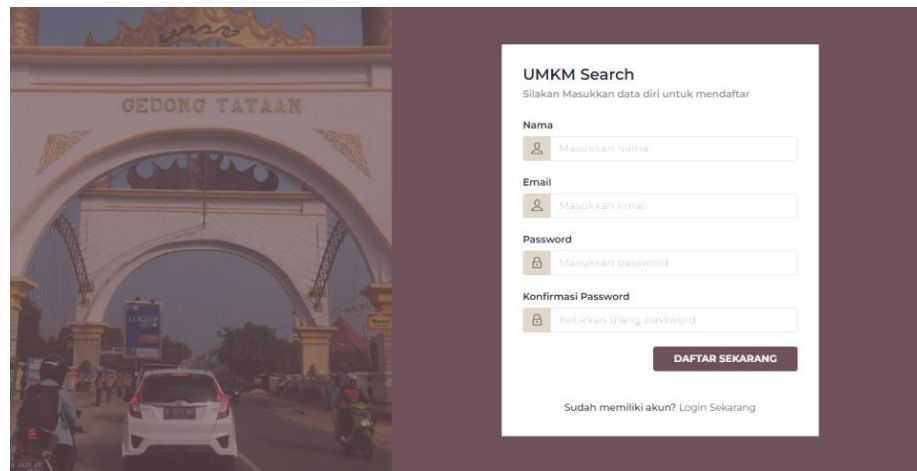 GEDONG TATAAN
UMKM Search
Silakan Masukkan data diri untuk mendaftar
Nama
Masukkan nama
Email
Masukkan email
Password
Masukkan password
Konfirmasi Password
Ketikkan ulang password
DAFTAR SEKARANG
Sudah memiliki akun? Login Sekarang